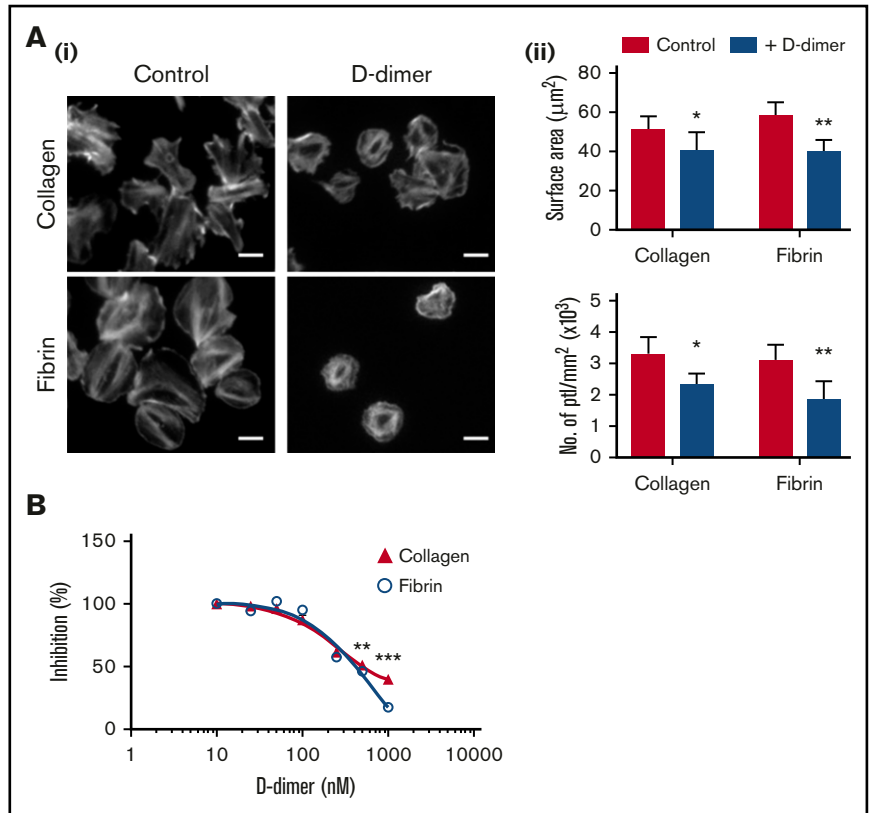 A
(i)
Control
D-dimer
Collagen
Fibrin
(ii)
Control
+ D-dimer
Surface area (μm²)
80
60
40
20
0
*
**
Collagen
Fibrin
No. of ptl/mm² (x10³)
5
4
3
2
1
0
*
**
Collagen
Fibrin
B
Inhibition (%)
150
100
50
0
Collagen
Fibrin
**
***
1
10
100
1000
10000
D-dimer (nM)